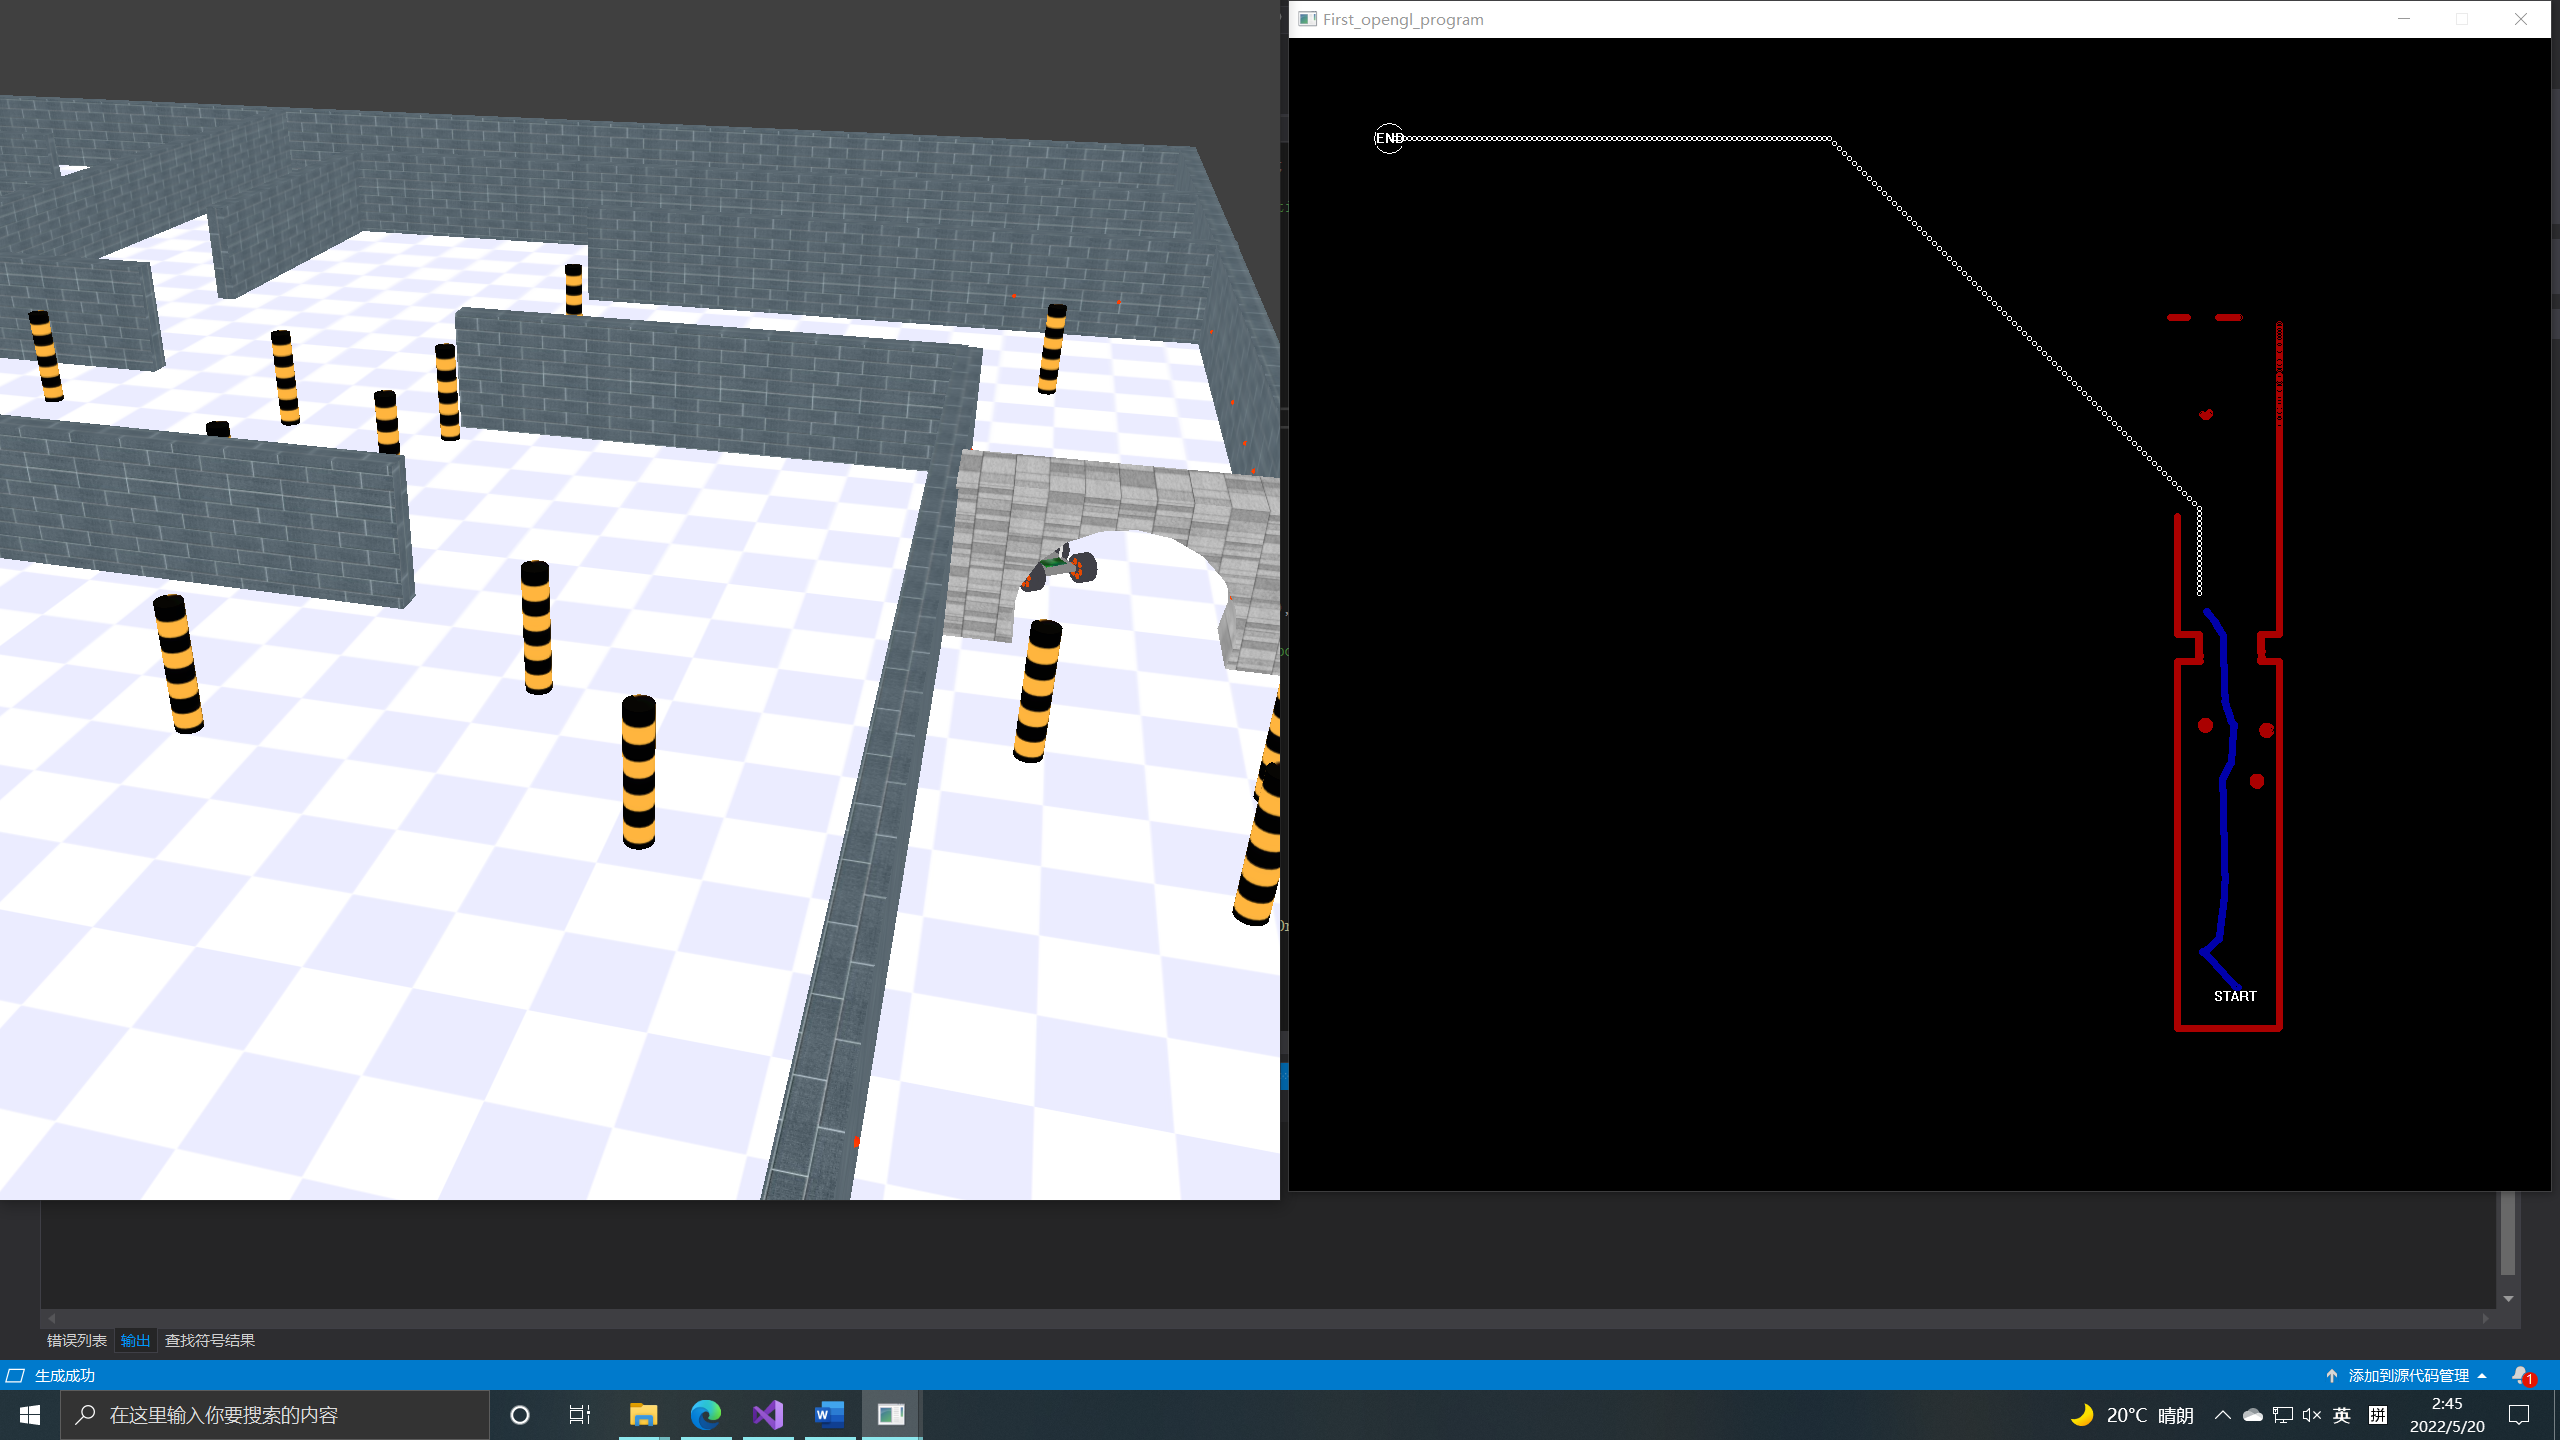 First_opengl_program
END
START
错误列表 输出 查找符号结果
生成成功
添加到源代码管理
1
在这里输入你要搜索的内容
20°C 晴朗
英
拼
2:45
2022/5/20